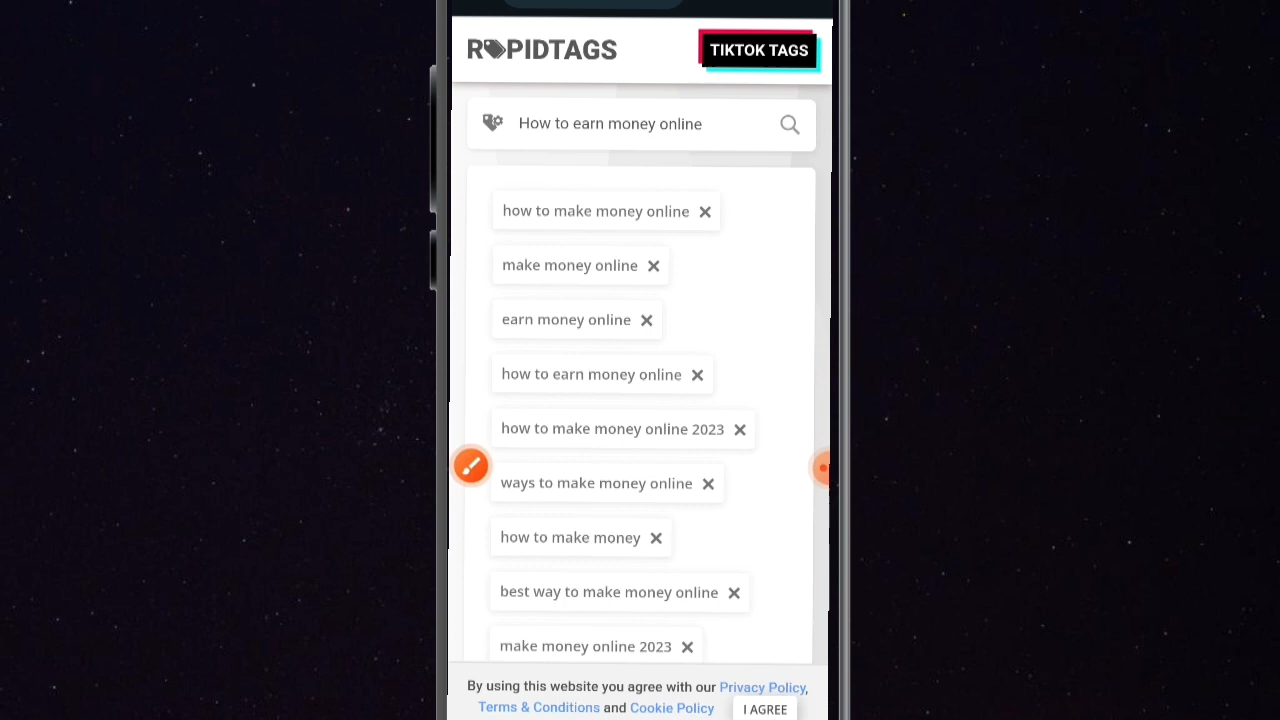 RAPIDTAGS
TIKTOK TAGS
How to earn money online
how to make money online
make money online
earn money online
how to earn money online
how to make money online 2023
ways to make money online
how to make money
best way to make money online
make money online 2023
By using this website you agree with our Privacy Policy,
Terms & Conditions and Cookie Policy
I AGREE